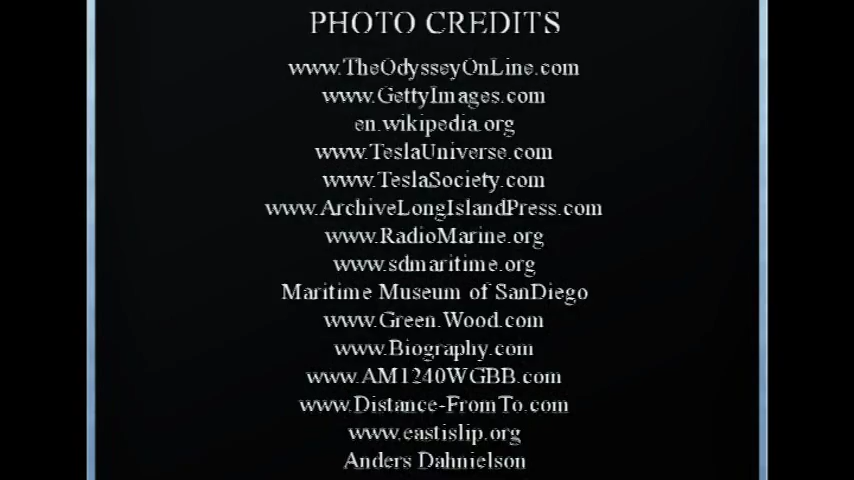 PHOTO CREDITS
www.TheOdysseyOnLine.com
www.GettyImages.com
en.wikipedia.org
www.TeslaUniverse.com
www.TeslaSociety.com
www.ArchiveLongIslandPress.com
www.RadioMarine.org
www.sdmaritime.org
Maritime Museum of SanDiego
www.Green.Wood.com
www.Biography.com
www.AM1240WGBB.com
www.Distance-FromTo.com
www.eastislip.org
Anders Dahnielson